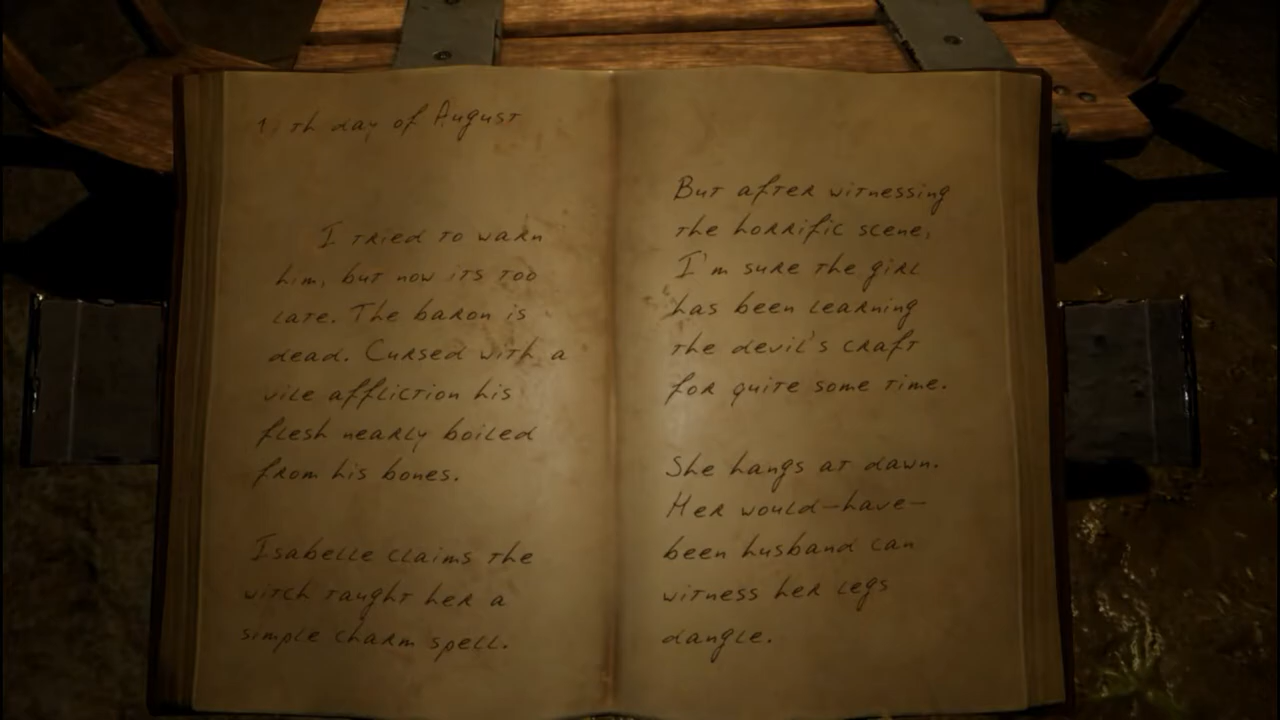 th day of August
I tried to warn
him, but now its too
late. The baron is
dead. Cursed with a
vile affliction his
flesh nearly boiled
from his bones.
Isabelle claims the
witch taught her a
simple charm spell.
But after witnessing
the horrific scene,
I'm sure the girl
has been learning
the devil's craft
for quite some time.
She hangs at dawn.
Her would-have-
been husband can
witness her legs
dangle.